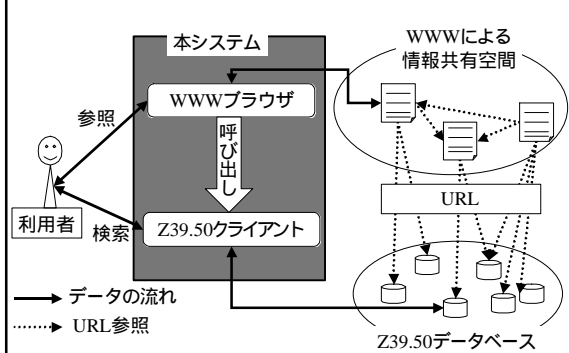 本システム
WWWによる
情報共有空間
WWWブラウザ
参照
呼び出し
URL
利用者
検索
Z39.50クライアント
データの流れ
URL参照
Z39.50データベース